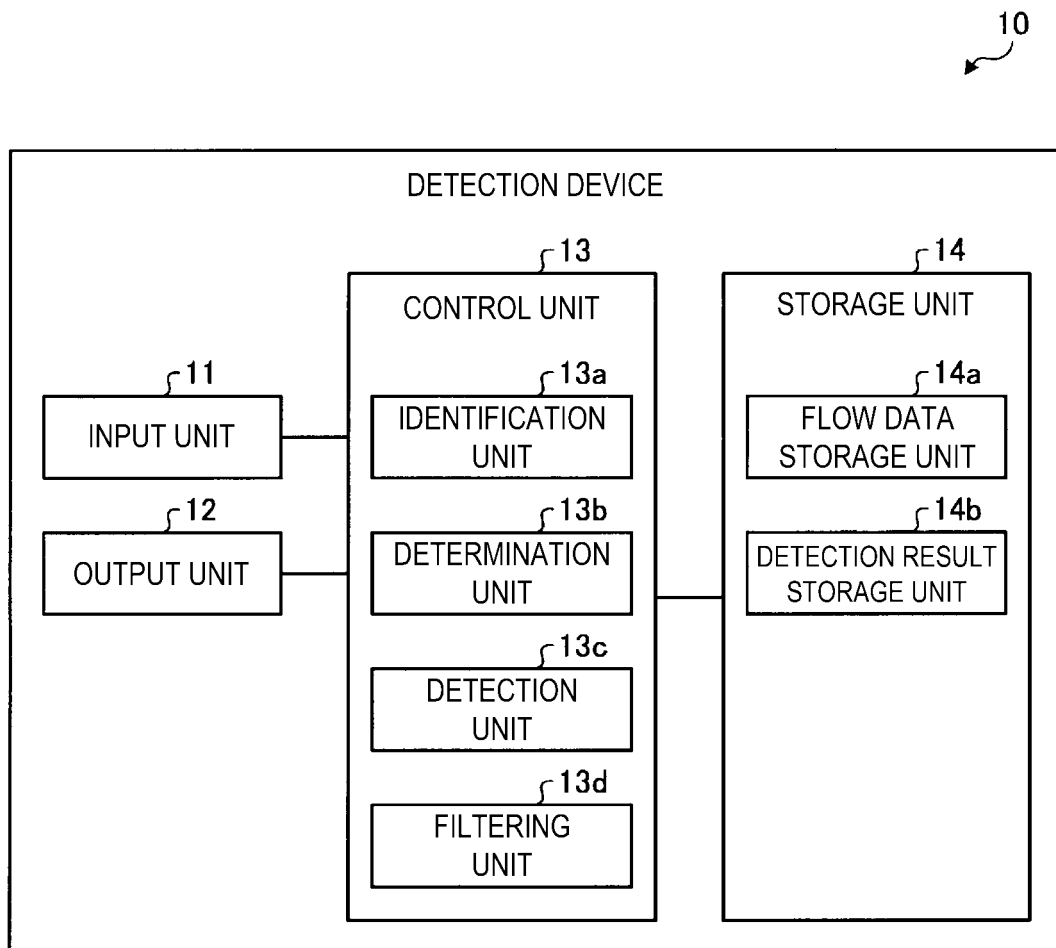 10
DETECTION DEVICE
13
CONTROL UNIT
14
STORAGE UNIT
11
INPUT UNIT
12
OUTPUT UNIT
13a
IDENTIFICATION
UNIT
13b
DETERMINATION
UNIT
13c
DETECTION
UNIT
13d
FILTERING
UNIT
14a
FLOW DATA
STORAGE UNIT
14b
DETECTION RESULT
STORAGE UNIT